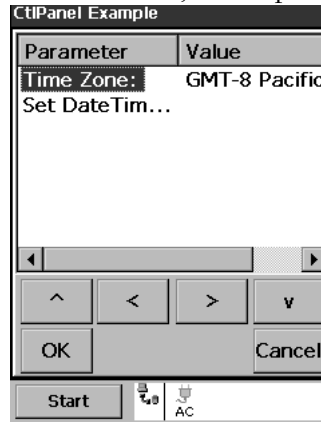 CtlPanel Example
Parameter Value
Time Zone: GMT-8 Pacific
Set DateTim...
^ < > v
OK Cancel
Start AC